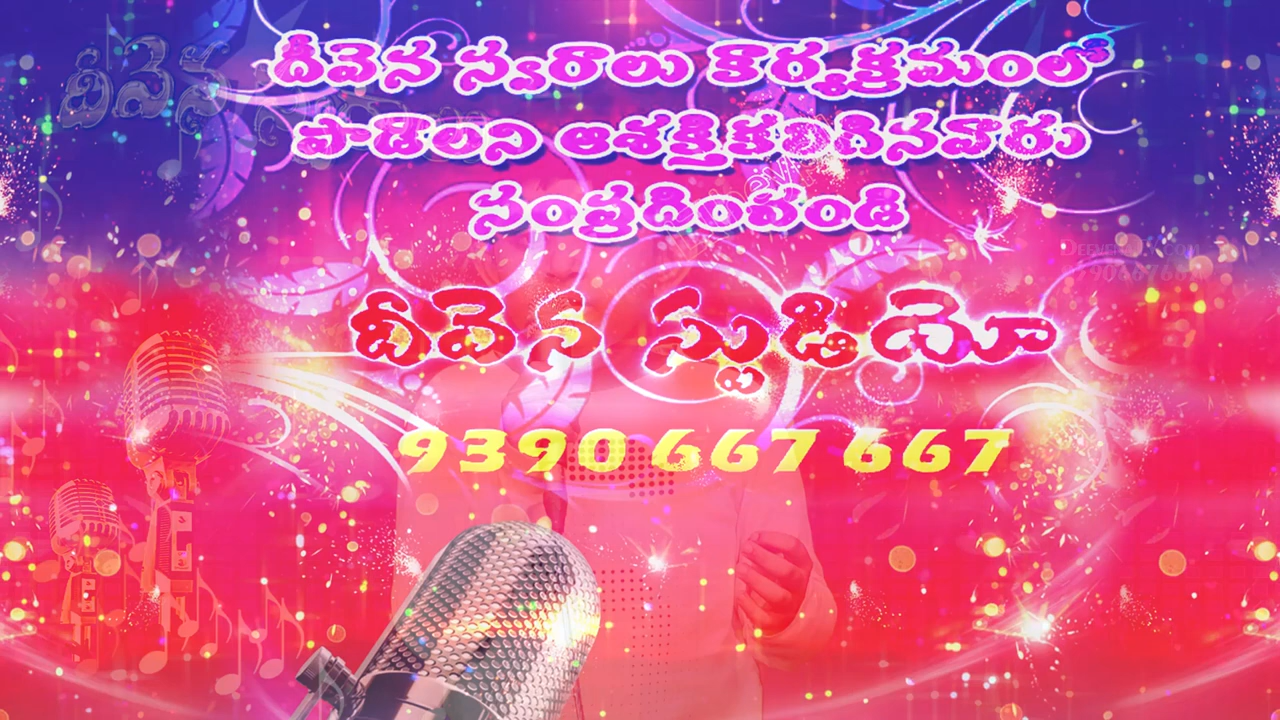 దీవెన
దీవెన స్వరాలు కార్యక్రమంలో
పాడాలని ఆశక్తికలిగినవారు
సంప్రదించండి
దీవెన స్టుడియో
9390 667 667